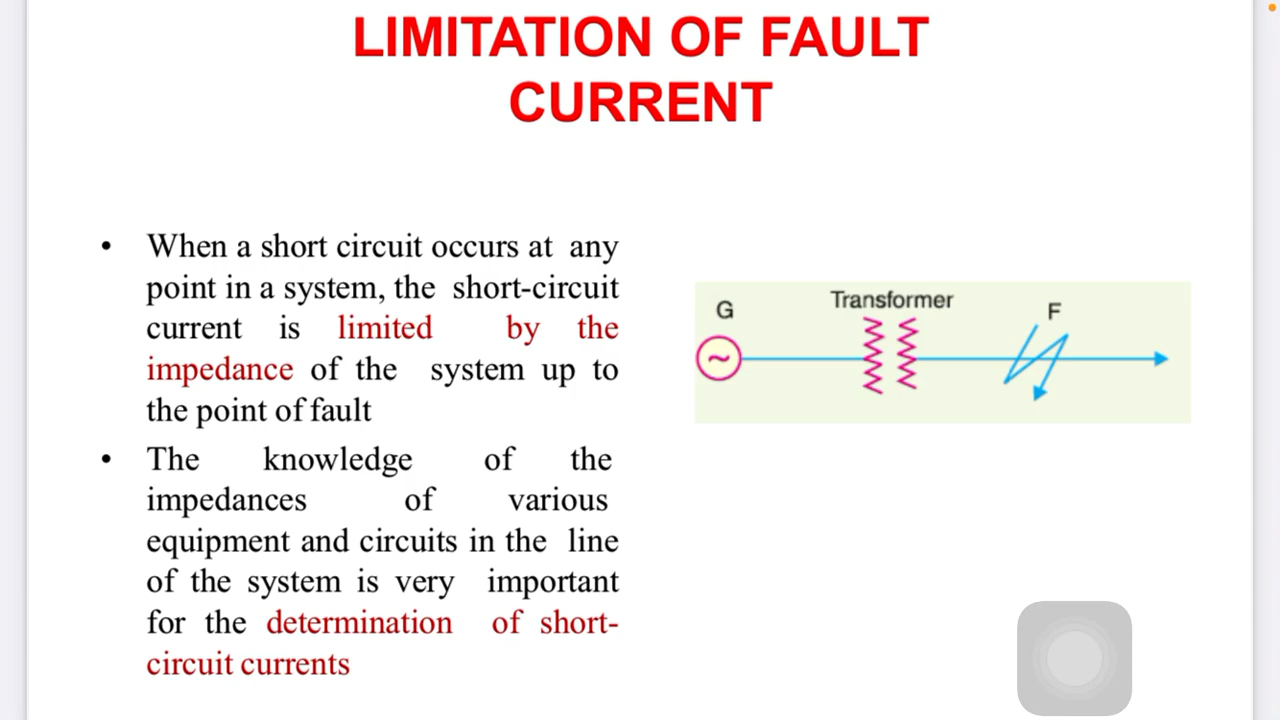 LIMITATION OF FAULT
CURRENT
• When a short circuit occurs at any
point in a system, the short-circuit
current is limited by the
impedance of the system up to
the point of fault
• The knowledge of the
impedances of various
equipment and circuits in the line
of the system is very important
for the determination of short-
circuit currents
G Transformer F
~